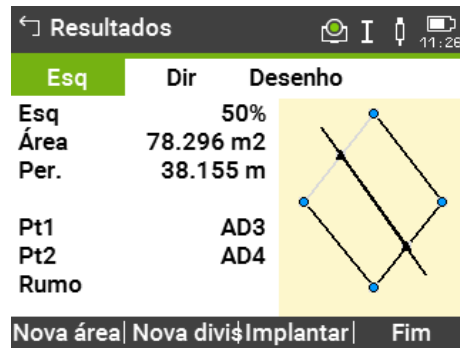 Resultados
11:26
Esq Dir Desenho
Esq 50%
Área 78.296 m2
Per. 38.155 m
Pt1 AD3
Pt2 AD4
Rumo
Nova área Nova divis Implantar Fim